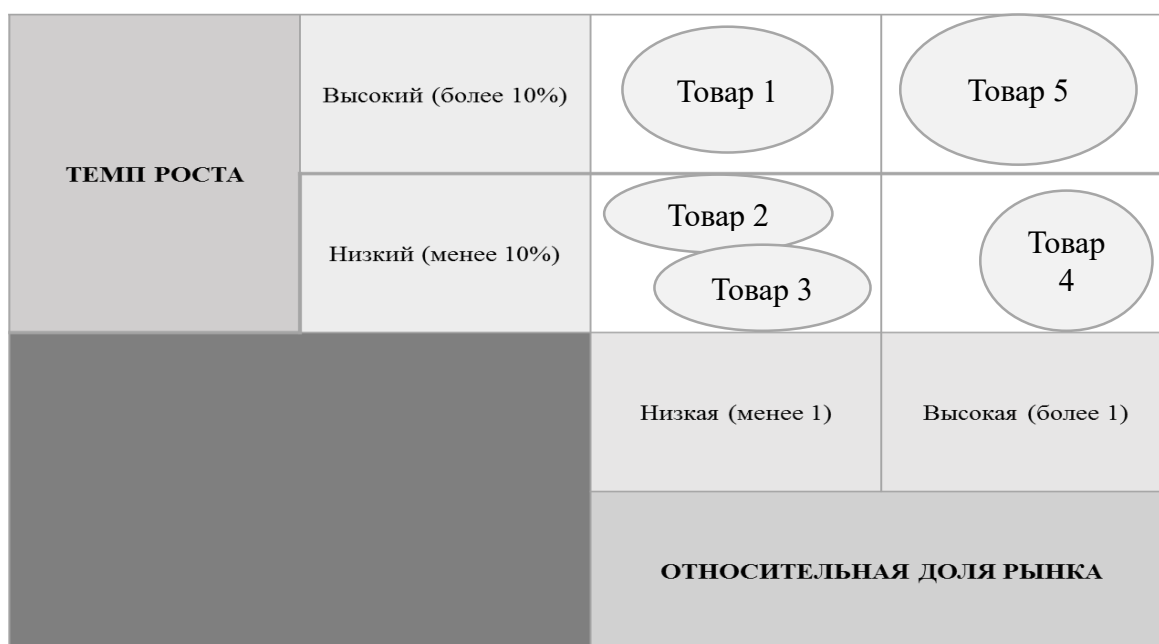 Высокий (более 10%)
Товар 1
Товар 5
ТЕМП РОСТА
Низкий (менее 10%)
Товар 2
Товар 3
Товар
4
Низкая (менее 1)
Высокая (более 1)
ОТНОСИТЕЛЬНАЯ ДОЛЯ РЫНКА